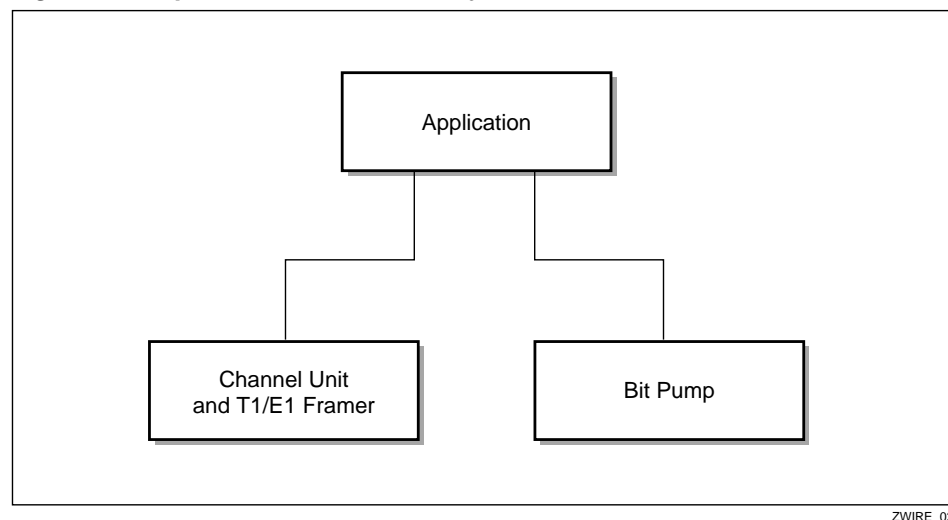 Application
Channel Unit
and T1/E1 Framer
Bit Pump